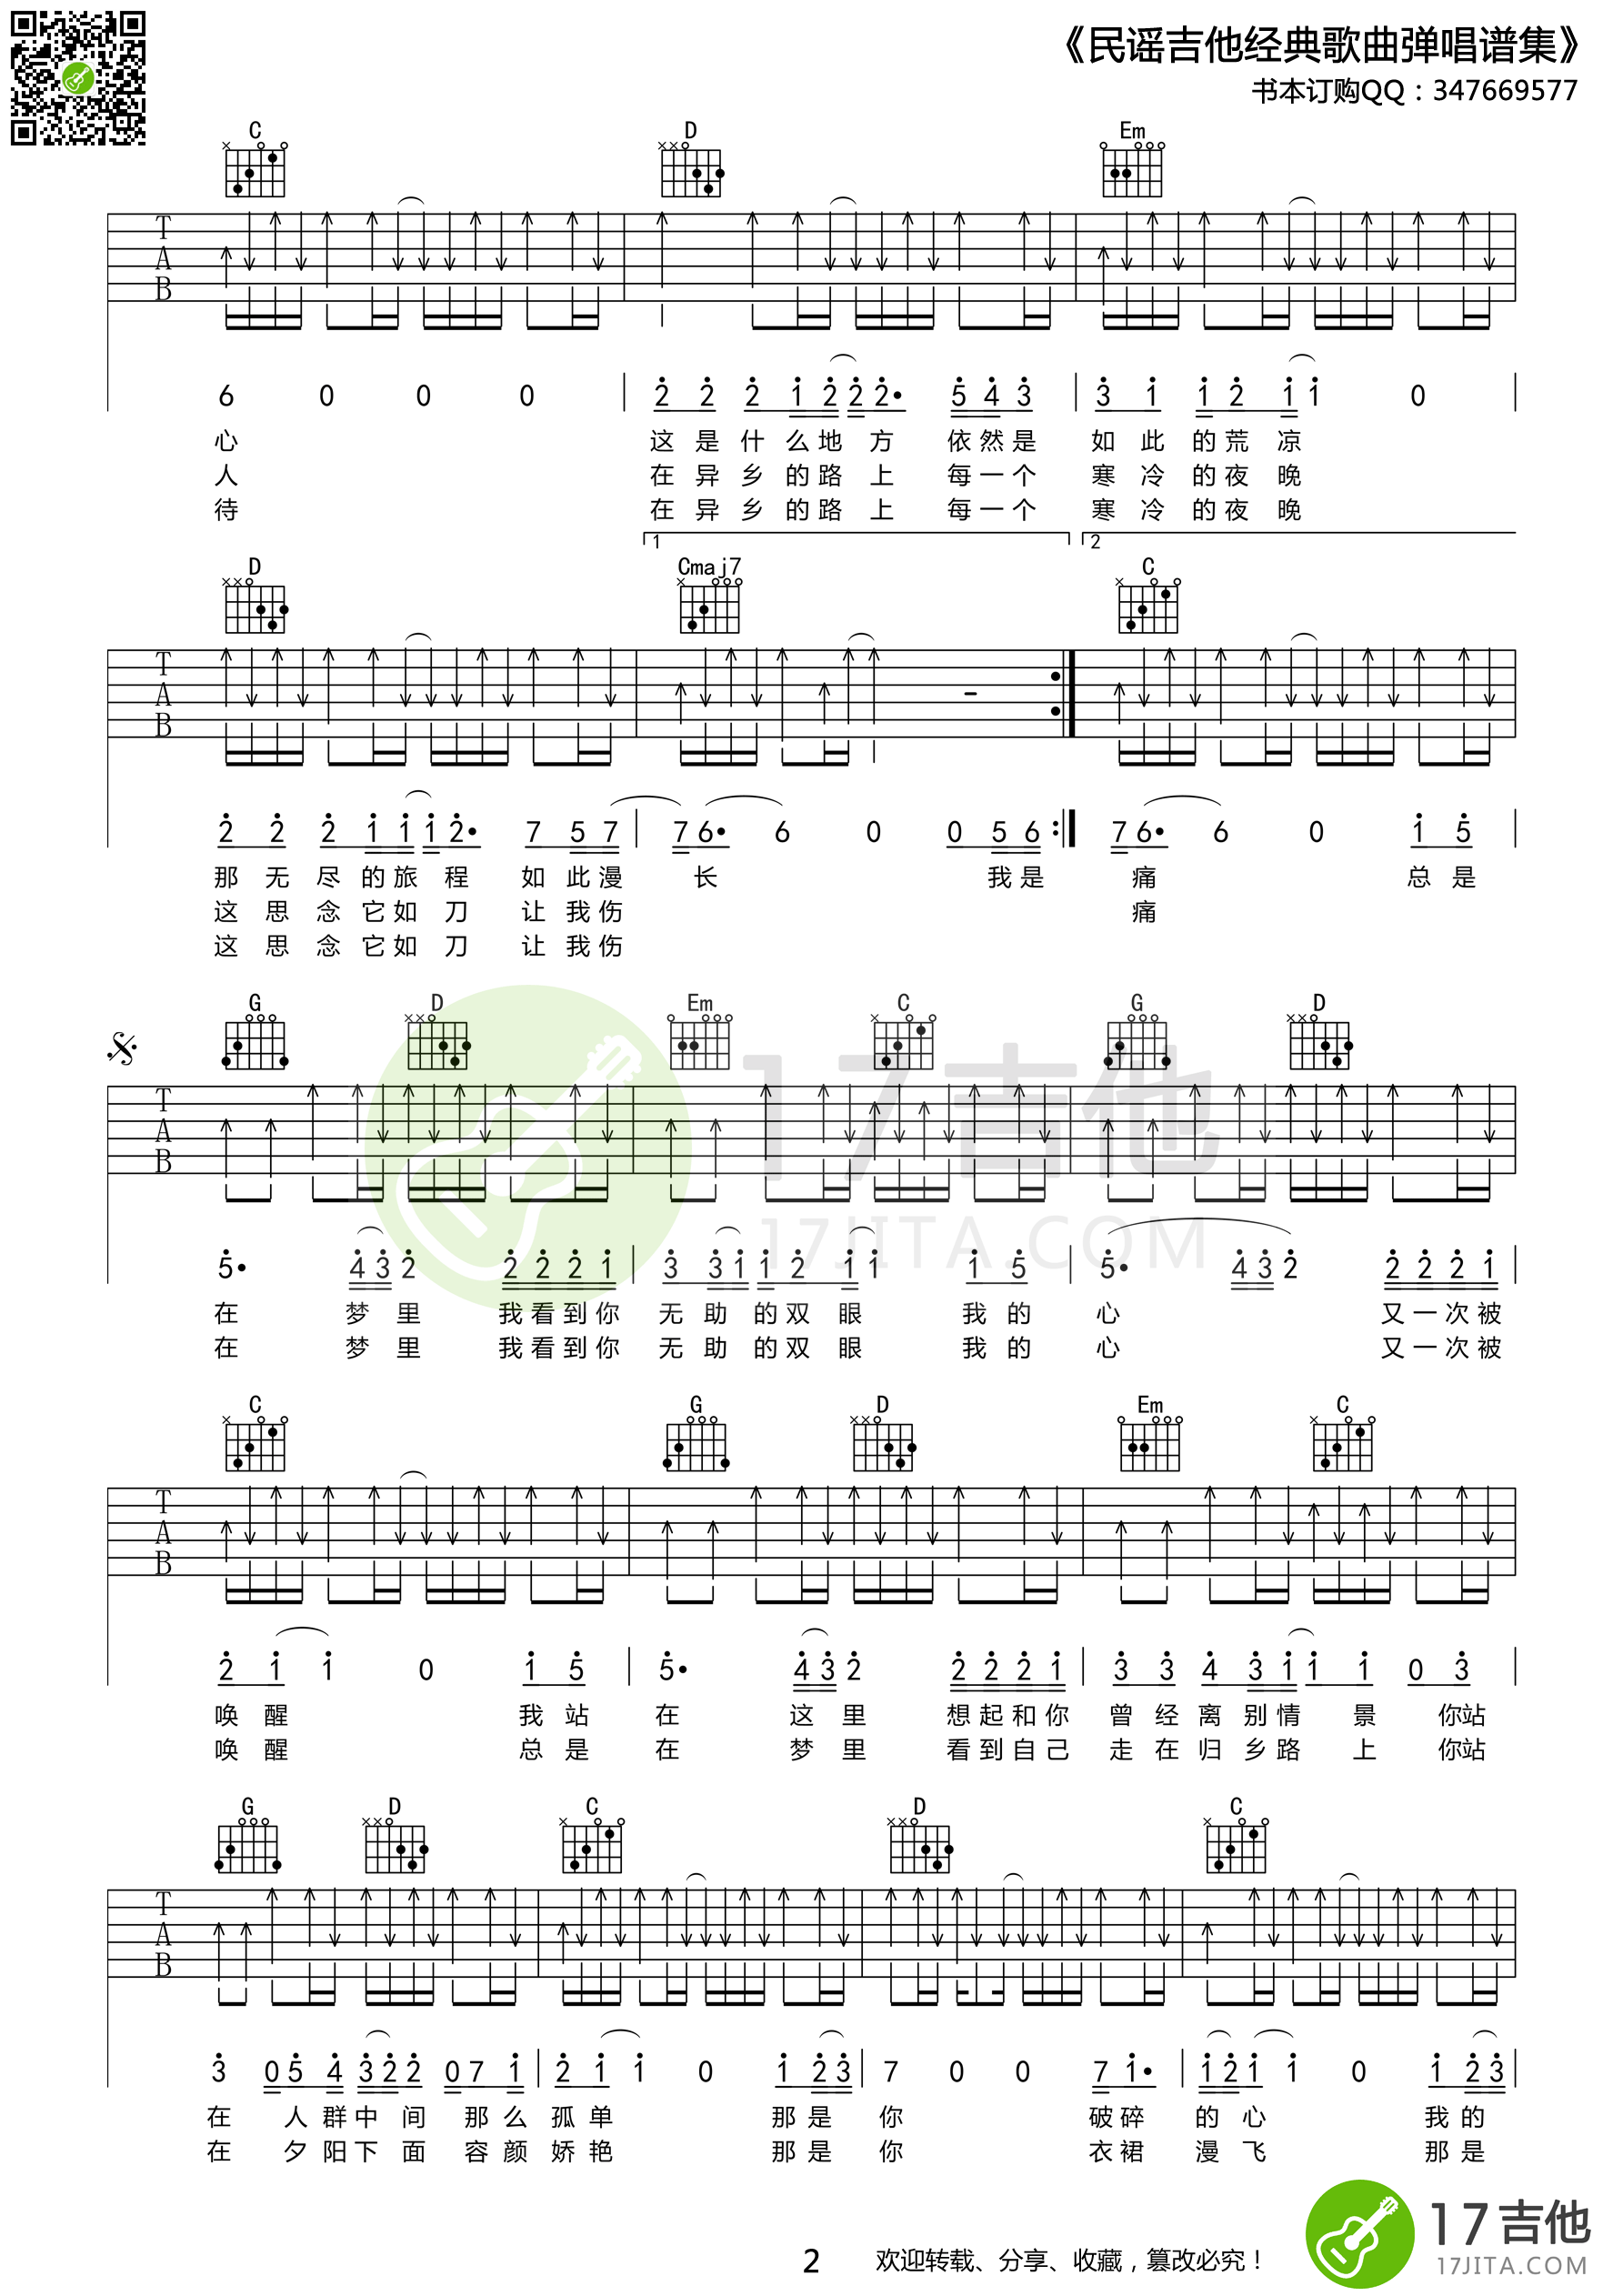 《民谣吉他经典歌曲弹唱谱集》
书本订购QQ：347669577
C D Em
T
A
B
6 0 0 0 2 2 2 1 2 2 2· 5 4 3 3 1 1 2 1 1 0
心 这 是 什 么 地 方 依 然 是 如 此 的 荒 凉
人 在 异 乡 的 路 上 每 一 个 寒 冷 的 夜 晚
待 在 异 乡 的 路 上 每 一 个 寒 冷 的 夜 晚
1 2
D Cmaj7 C
T
A
B
2 2 2 1 1 1 2· 7 5 7 7 6· 6 0 0 5 6 7 6· 6 0 1 5
那 无 尽 的 旅 程 如 此 漫 长 我 是 痛 总 是
这 思 念 它 如 刀 让 我 伤 痛
这 思 念 它 如 刀 让 我 伤
G D Em C G D
T
A
B
17吉他
17JITA.COM
5· 4 3 2 2 2 2 1 3 3 1 1 2 1 1 1 5 5· 4 3 2 2 2 2 1
在 梦 里 我 看 到 你 无 助 的 双 眼 我 的 心 又 一 次 被
在 梦 里 我 看 到 你 无 助 的 双 眼 我 的 心 又 一 次 被
C G D Em C
T
A
B
2 1 1 0 1 5 5· 4 3 2 2 2 2 1 3 3 4 3 1 1 1 0 3
唤 醒 我 站 在 这 里 想 起 和 你 曾 经 离 别 情 景 你 站
唤 醒 总 是 在 梦 里 看 到 自 己 走 在 归 乡 路 上 你 站
G D C D C
T
A
B
3 0 5 4 3 2 2 0 7 1 2 1 1 0 1 2 3 7 0 0 7 1· 1 2 1 1 0 1 2 3
在 人 群 中 间 那 么 孤 单 那 是 你 破 碎 的 心 我 的
在 夕 阳 下 面 容 颜 娇 艳 那 是 你 衣 裙 漫 飞 那 是
2 欢迎转载、分享、收藏，篡改必究！
17吉他
17JITA.COM